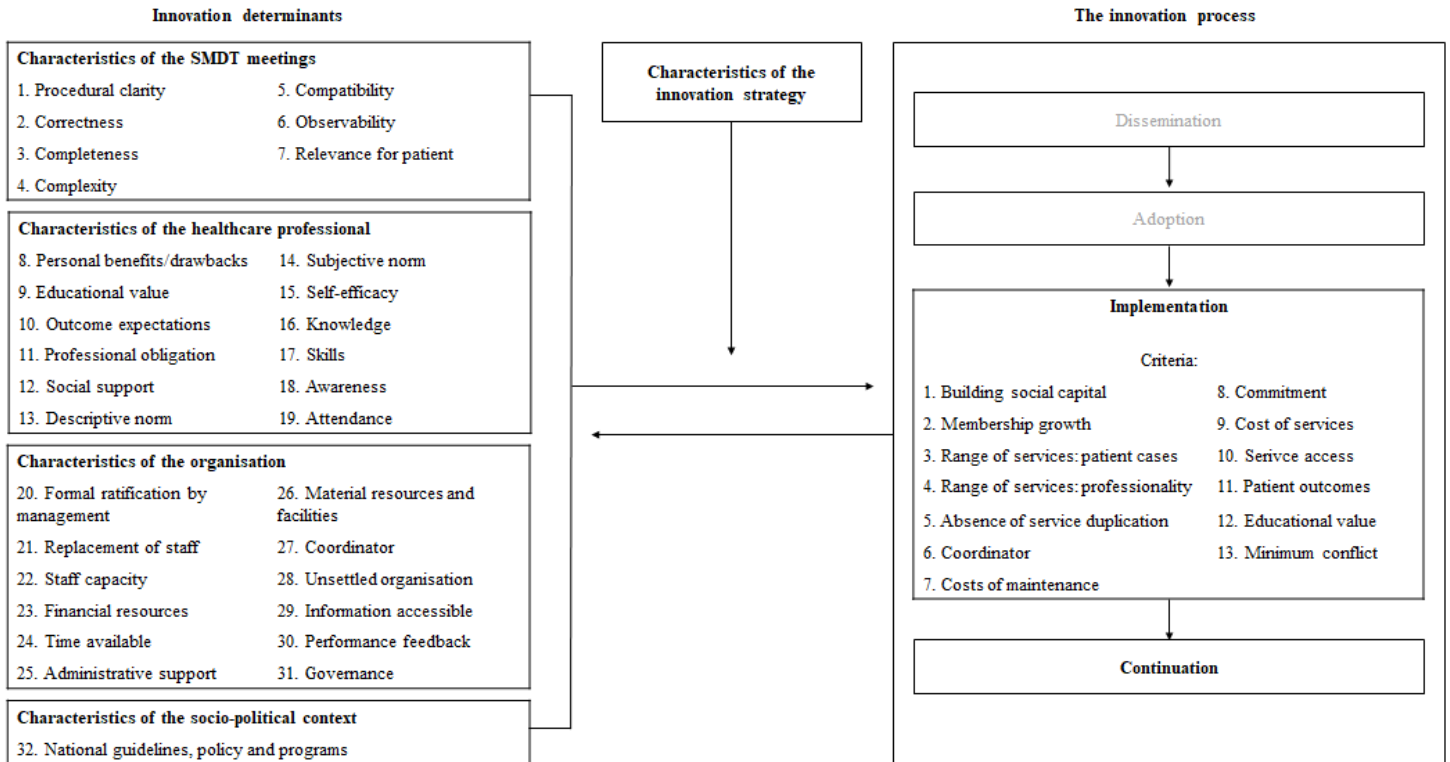 Innovation determinants
The innovation process
Characteristics of the SMDT meetings
1. Procedural clarity
2. Correctness
3. Completeness
4. Complexity
5. Compatibility
6. Observability
7. Relevance for patient
Characteristics of the healthcare professional
8. Personal benefits/drawbacks
9. Educational value
10. Outcome expectations
11. Professional obligation
12. Social support
13. Descriptive norm
14. Subjective norm
15. Self-efficacy
16. Knowledge
17. Skills
18. Awareness
19. Attendance
Characteristics of the organisation
20. Formal ratification by
management
21. Replacement of staff
22. Staff capacity
23. Financial resources
24. Time available
25. Administrative support
26. Material resources and
facilities
27. Coordinator
28. Unsettled organisation
29. Information accessible
30. Performance feedback
31. Governance
Characteristics of the socio-political context
32. National guidelines, policy and programs
Characteristics of the
innovation strategy
Dissemination
Adoption
Implementation
Criteria:
1. Building social capital
2. Membership growth
3. Range of services: patient cases
4. Range of services: professionality
5. Absence of service duplication
6. Coordinator
7. Costs of maintenance
8. Commitment
9. Cost of services
10. Serivce access
11. Patient outcomes
12. Educational value
13. Minimum conflict
Continuation